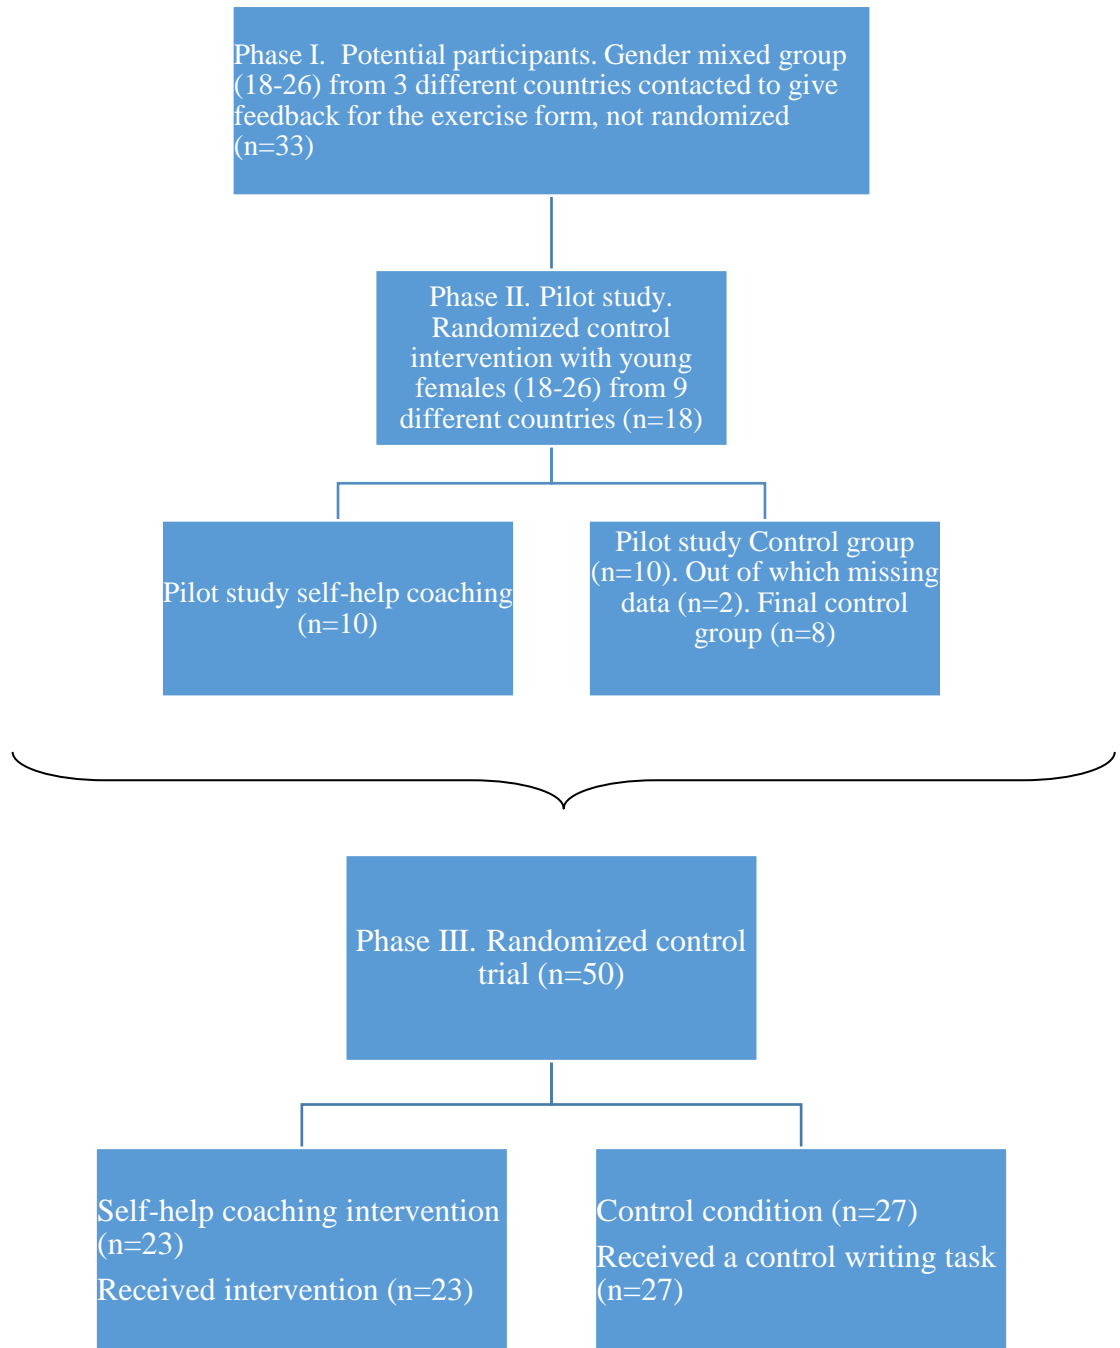 Phase I.  Potential participants. Gender mixed group
(18-26) from 3 different countries contacted to give
feedback for the exercise form, not randomized
(n=33)
Phase II. Pilot study.
Randomized control
intervention with young
females (18-26) from 9
different countries (n=18)
Pilot study self-help coaching
(n=10)
Pilot study Control group
(n=10). Out of which missing
data (n=2). Final control
group (n=8)
Phase III. Randomized control
trial (n=50)
Self-help coaching intervention
(n=23)
Received intervention (n=23)
Control condition (n=27)
Received a control writing task
(n=27)